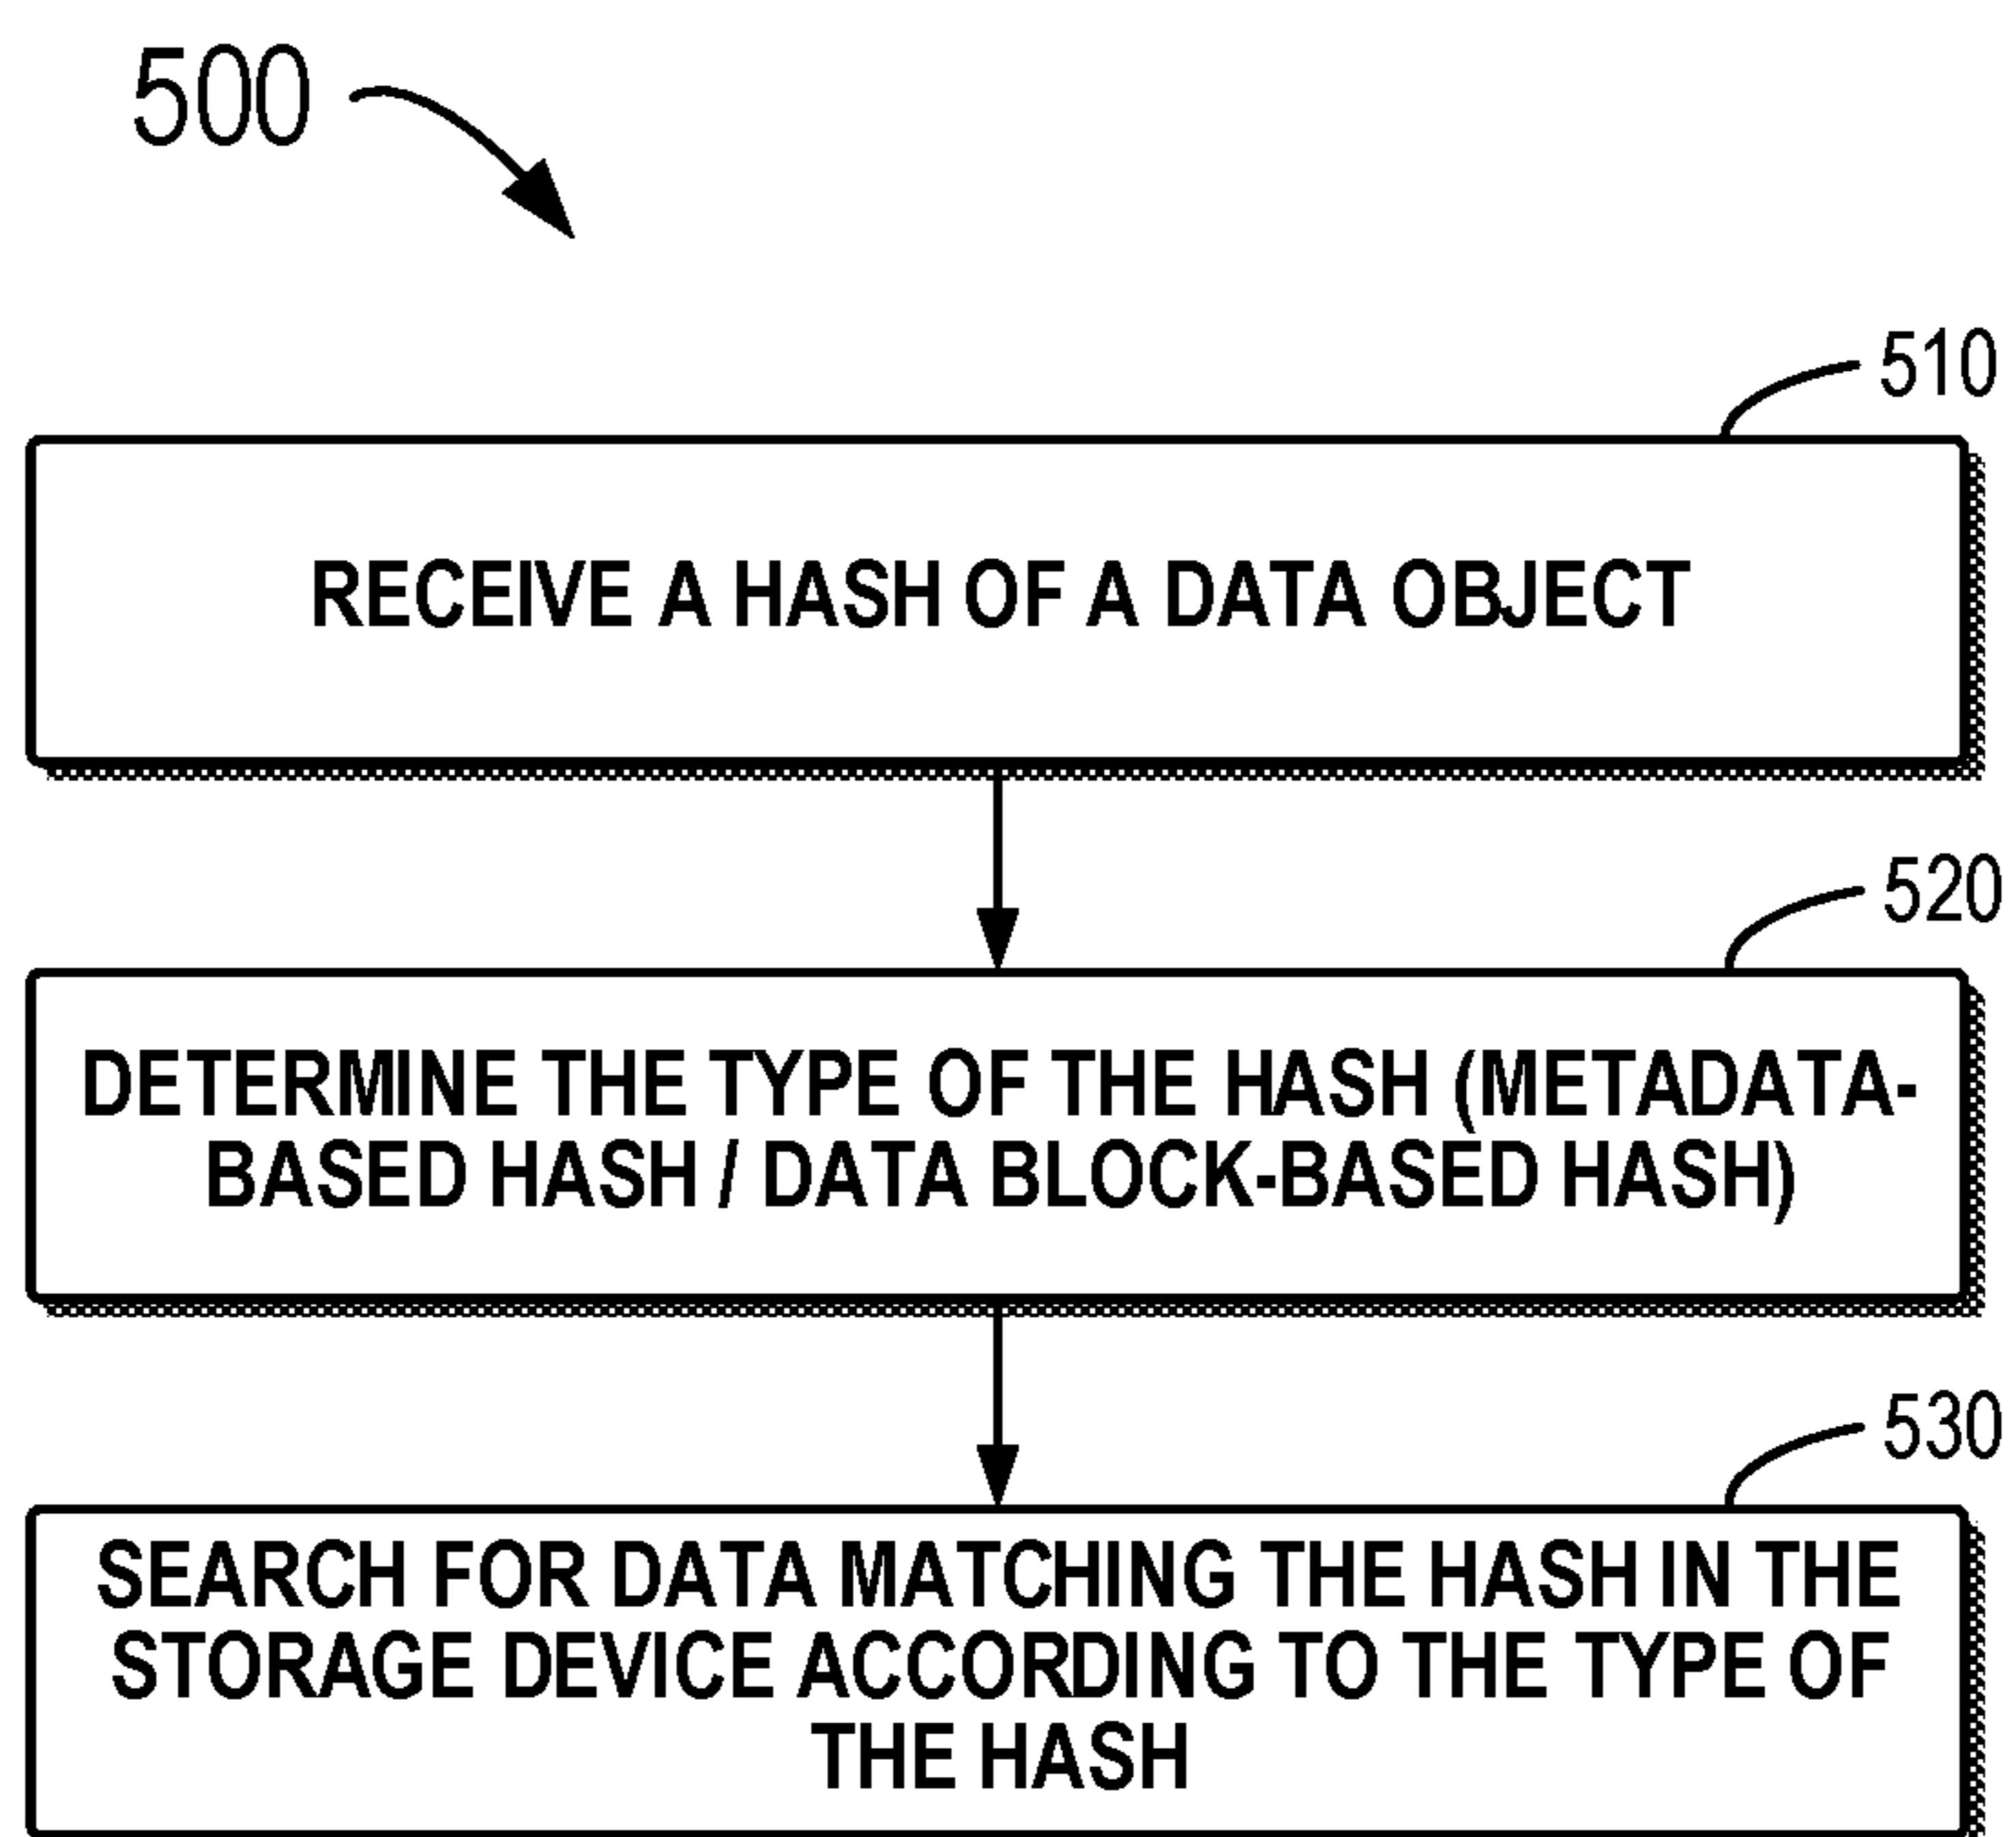 500
510
RECEIVE A HASH OF A DATA OBJECT
520
DETERMINE THE TYPE OF THE HASH (METADATA-
BASED HASH / DATA BLOCK-BASED HASH)
530
SEARCH FOR DATA MATCHING THE HASH IN THE
STORAGE DEVICE ACCORDING TO THE TYPE OF
THE HASH